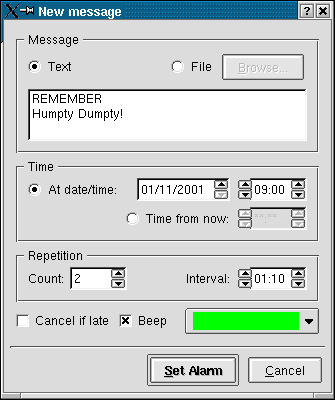 New message
Message
Text File Browse...
REMEMBER
Humpty Dumpty!
Time
At date/time: 01/11/2001 09:00
Time from now: **:**
Repetition
Count: 2 Interval: 01:10
Cancel if late Beep
Set Alarm Cancel